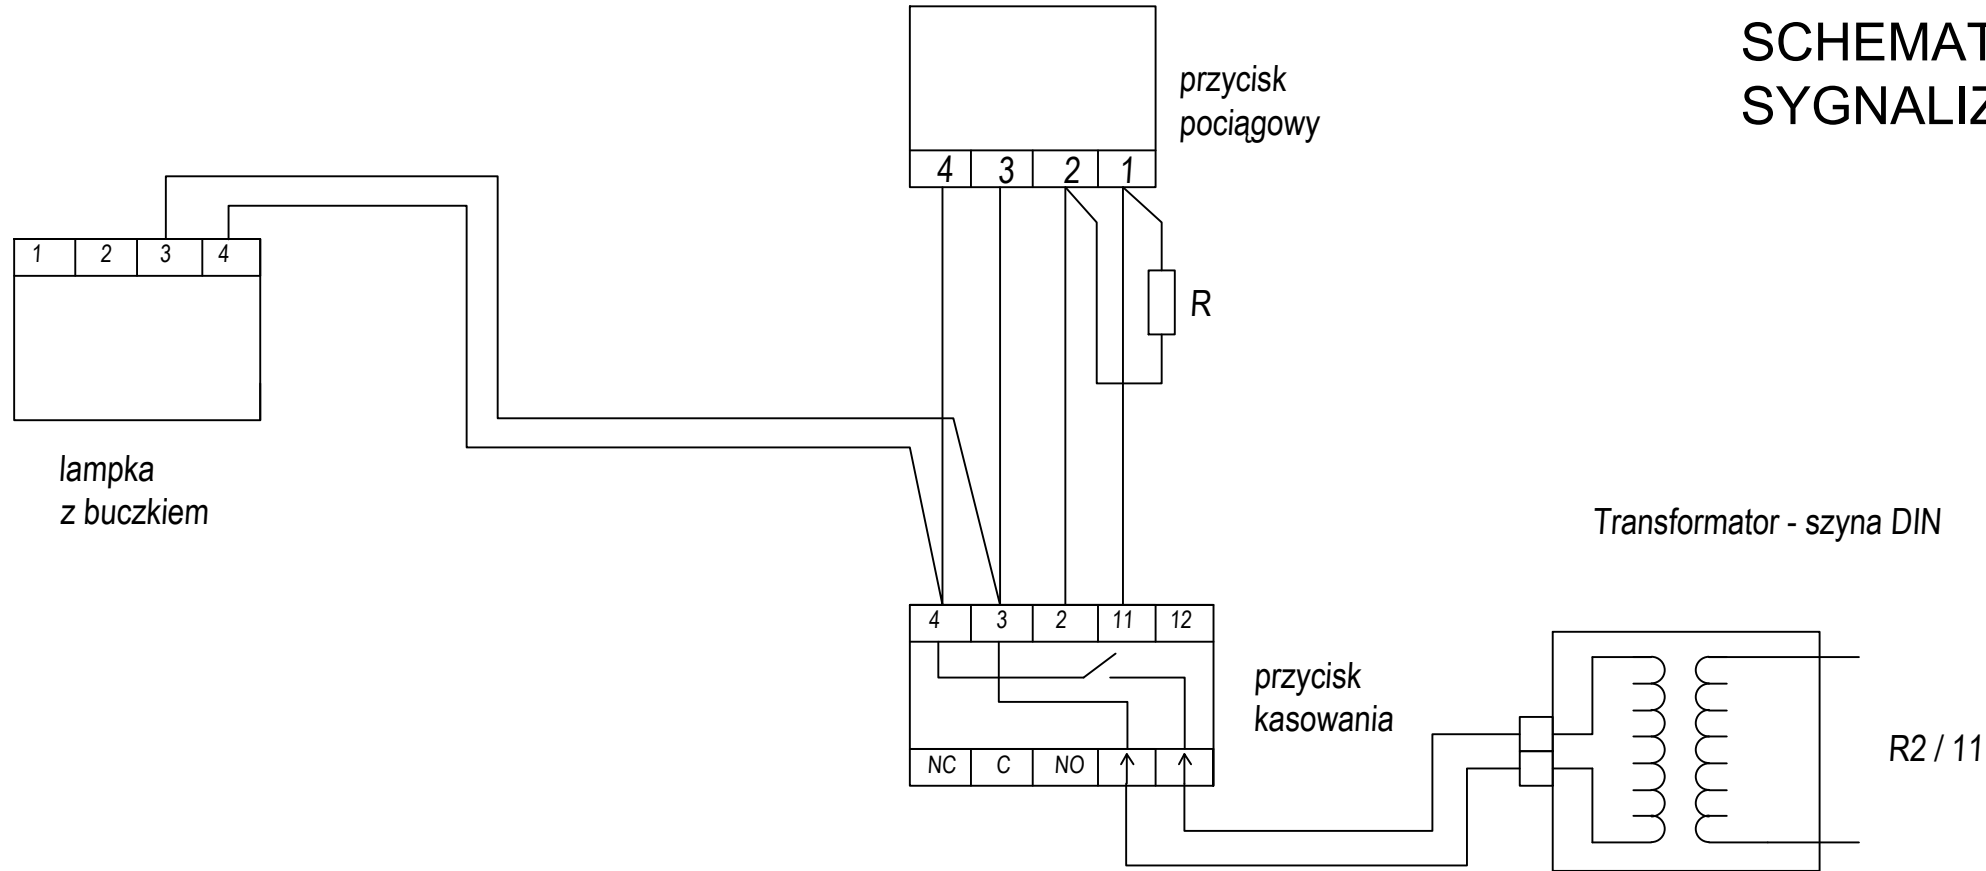 SCHEMAT
SYGNALIZ
przycisk
pociągowy
4 3 2 1
1 2 3 4
R
lampka
z buczkiem
Transformator - szyna DIN
4 3 2 11 12
przycisk
kasowania
NC C NO
R2 / 11